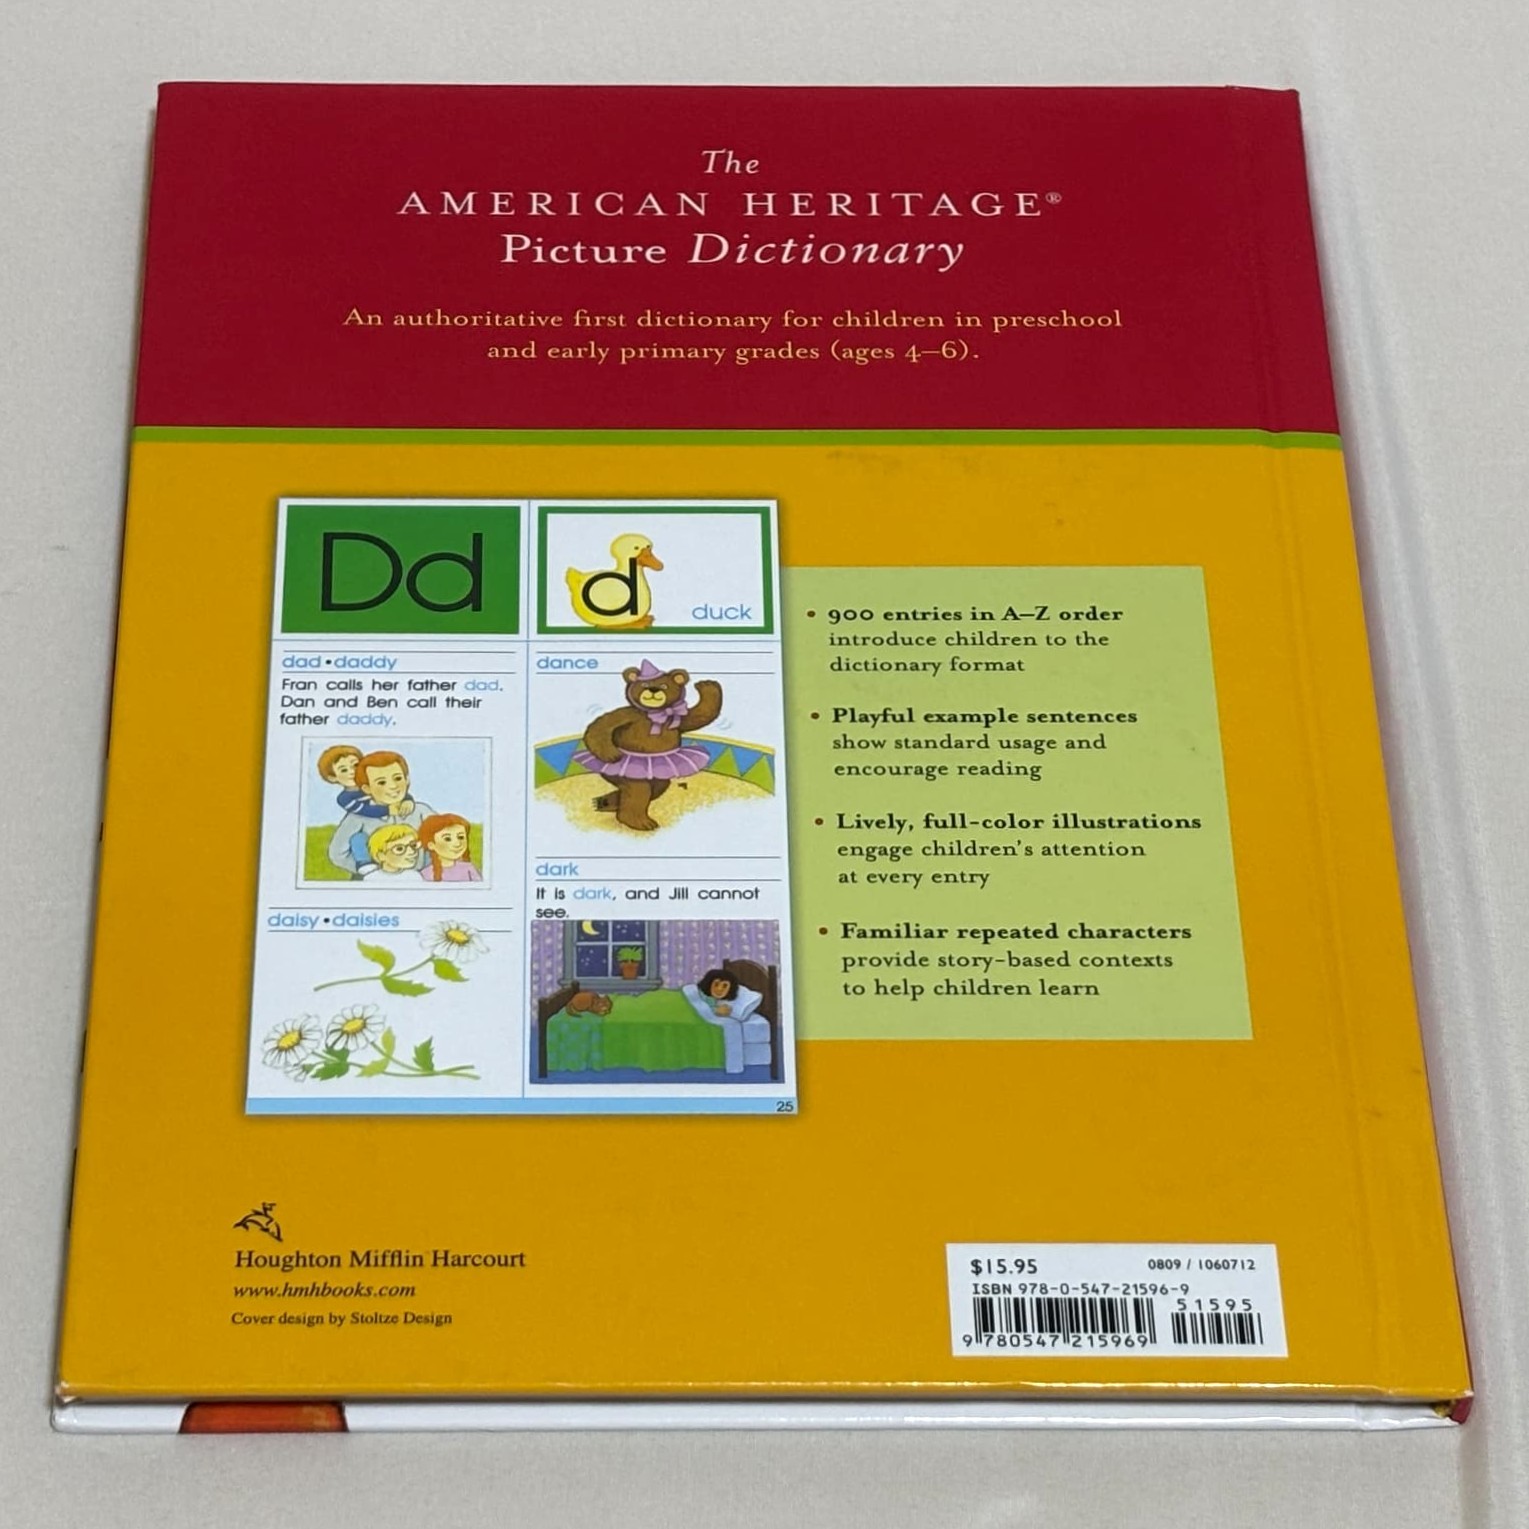 The
AMERICAN HERITAGE®
Picture Dictionary
An authoritative first dictionary for children in preschool
and early primary grades (ages 4–6).
Dd
d
duck
dad•daddy
Fran calls her father dad.
Dan and Ben call their
father daddy.
daisy•daisies
dance
dark
It is dark, and Jill cannot
see.
25
• 900 entries in A–Z order
introduce children to the
dictionary format
• Playful example sentences
show standard usage and
encourage reading
• Lively, full-color illustrations
engage children's attention
at every entry
• Familiar repeated characters
provide story-based contexts
to help children learn
Houghton Mifflin Harcourt
www.hmhbooks.com
Cover design by Stoltze Design
$15.95 0809 / 1060712
ISBN 978-0-547-21596-9
51595
9 780547 215969